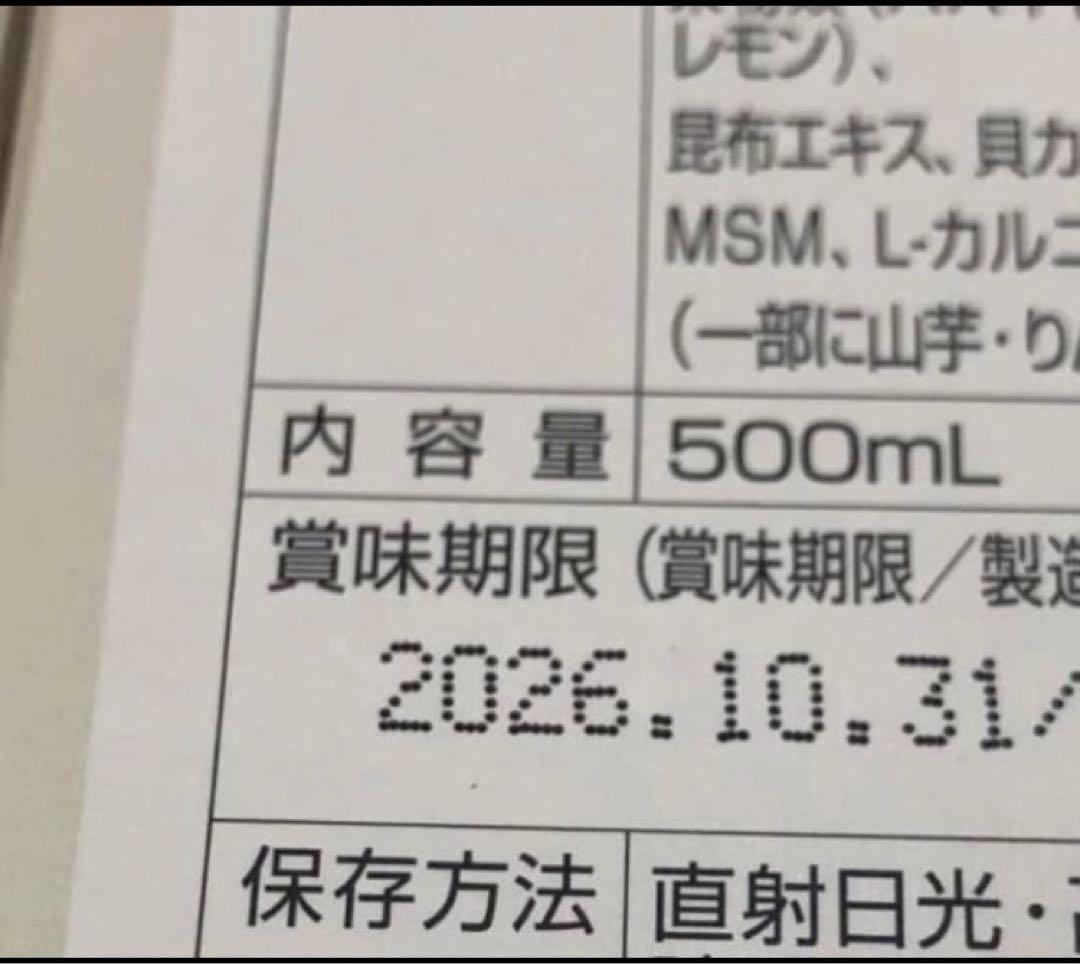 レモン)、
昆布エキス、貝カ
MSM、L-カルニ
(一部に山芋・り
内容量 500mL
賞味期限(賞味期限/製造
2026.10.31/
保存方法 直射日光・